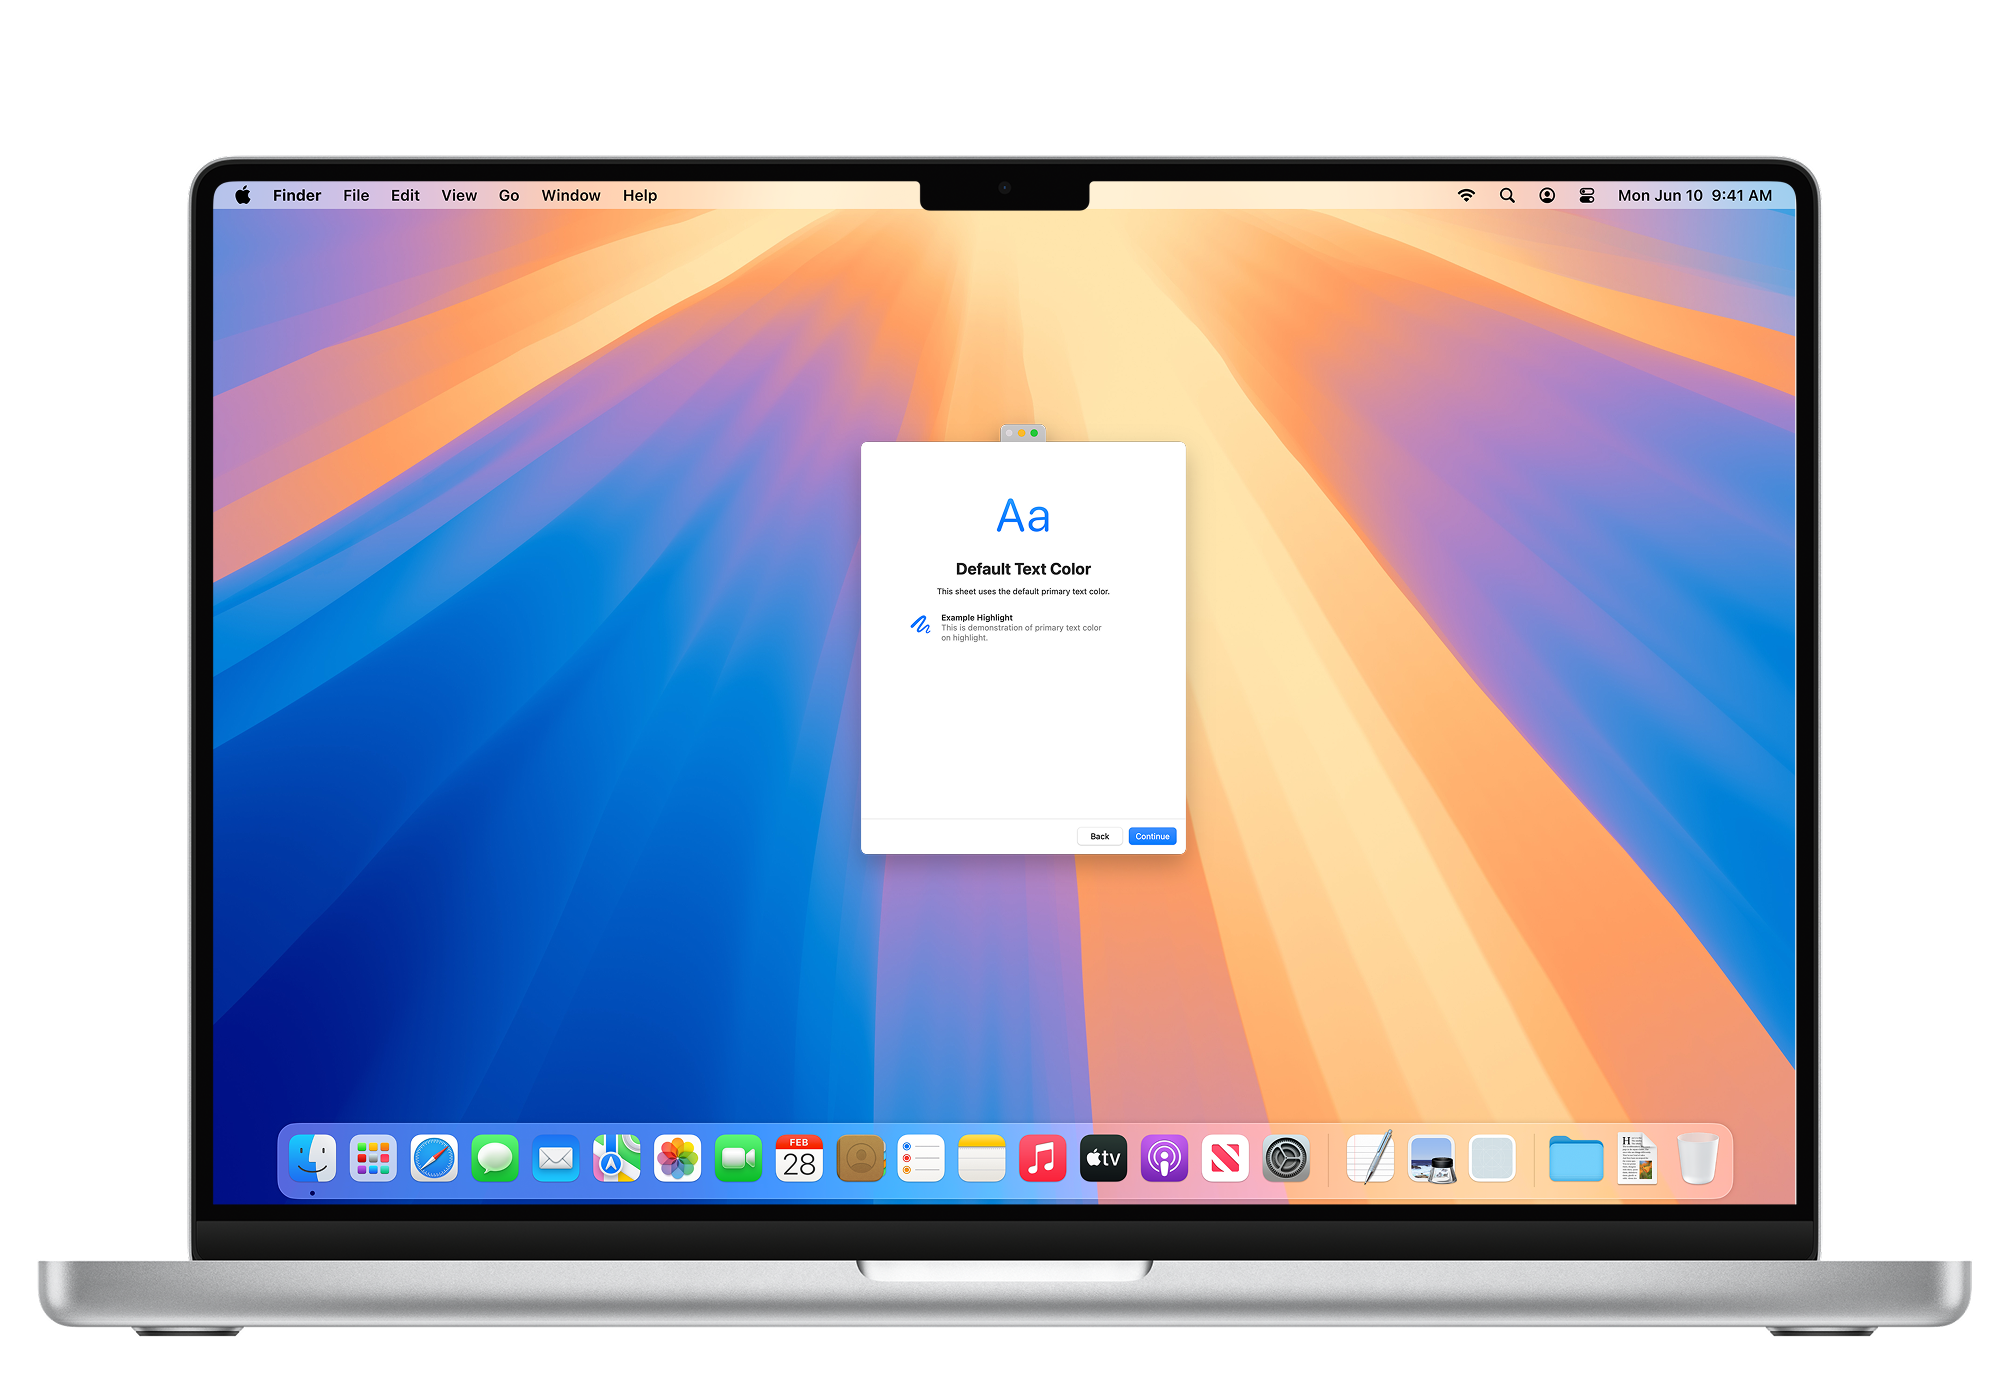 Finder File Edit View Go Window Help Mon Jun 10 9:41 AM
Aa
Default Text Color
This sheet uses the default primary text color.
Example Highlight
This is demonstration of primary text color
on highlight.
Back Continue
FEB
28
tv